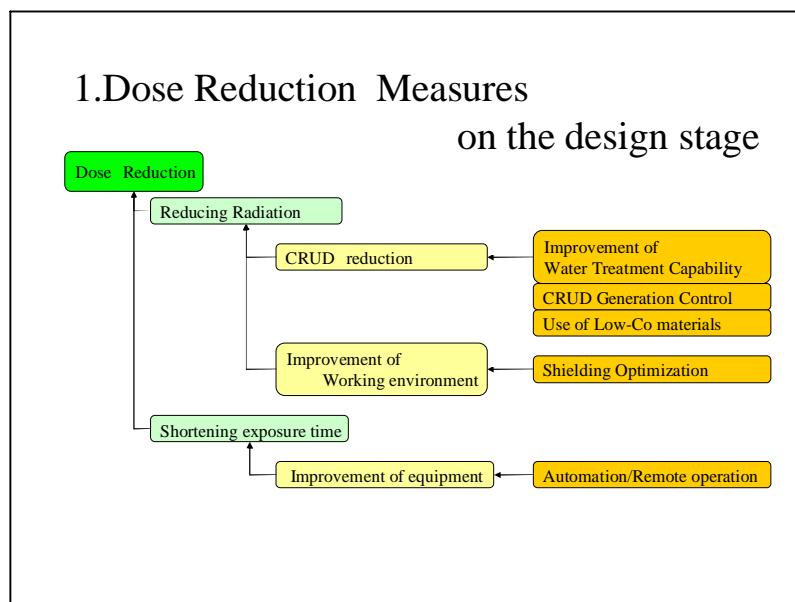 1.Dose Reduction Measures
on the design stage
Dose Reduction
Reducing Radiation
CRUD reduction
Improvement of
Water Treatment Capability
CRUD Generation Control
Use of Low-Co materials
Improvement of
Working environment
Shielding Optimization
Shortening exposure time
Improvement of equipment
Automation/Remote operation